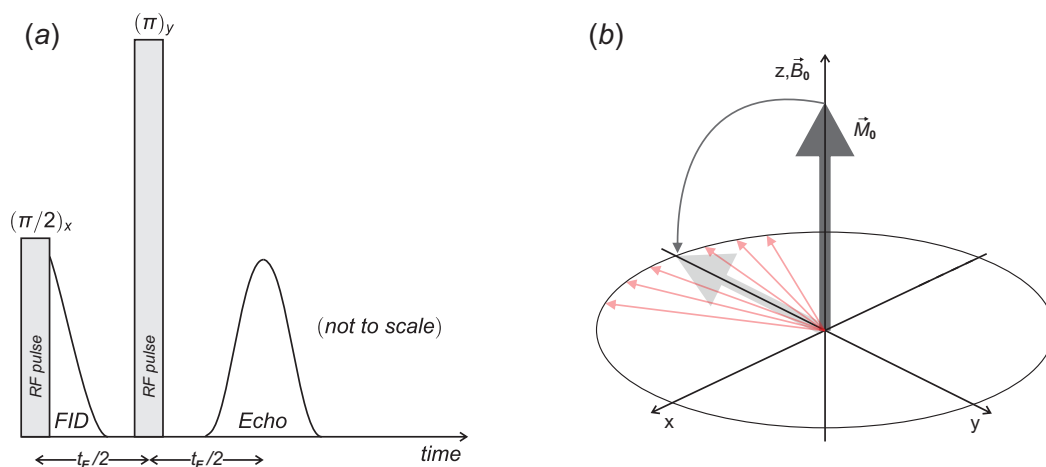 (a)
(π)y
(π/2)x
RF pulse
RF pulse
FID
Echo
(not to scale)
time
tE/2
tE/2
(b)
z,B⃗0
M⃗0
x
y